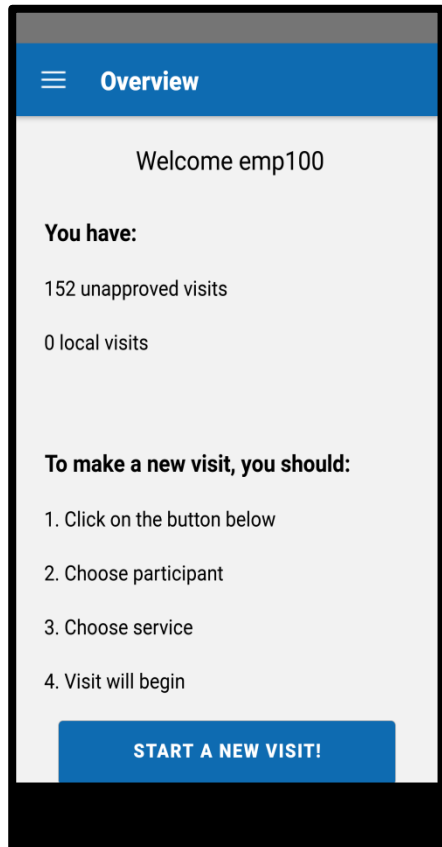 Overview
Welcome emp100
You have:
152 unapproved visits
0 local visits
To make a new visit, you should:
1. Click on the button below
2. Choose participant
3. Choose service
4. Visit will begin
START A NEW VISIT!